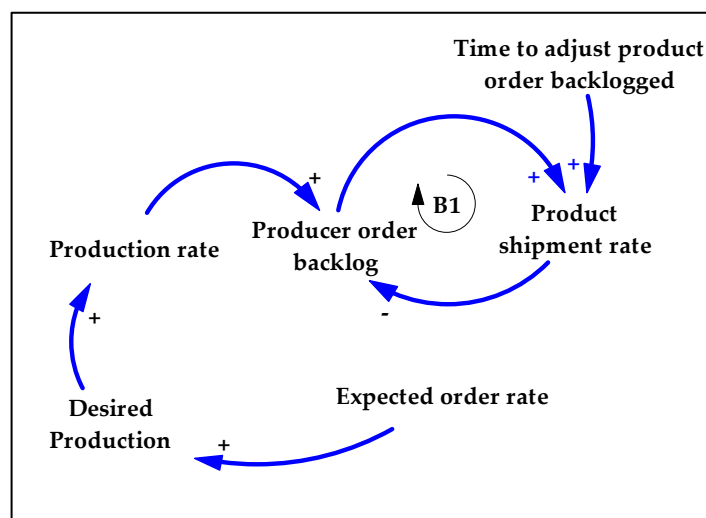 Time to adjust product
order backlogged
+
+
+
B1
Producer order
backlog
Product
shipment rate
Production rate
-
+
Expected order rate
Desired
Production
+